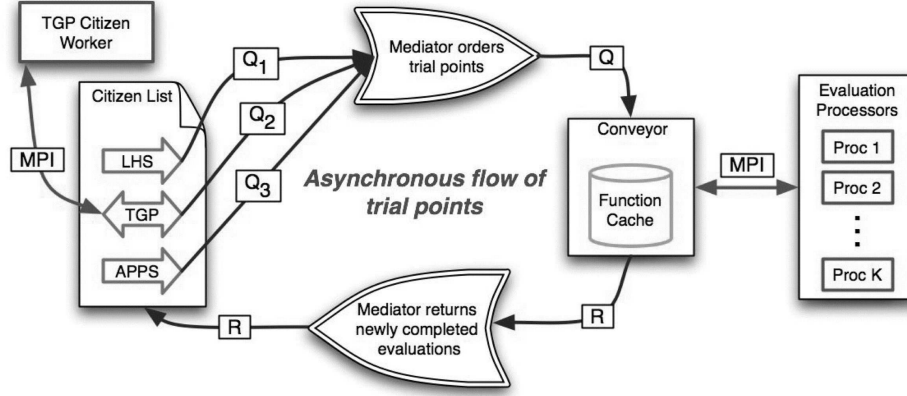 TGP Citizen
Worker
MPI
Citizen List
LHS
TGP
APPS
Q1
Q2
Q3
Mediator orders
trial points
Q
Asynchronous flow of
trial points
Conveyor
Function
Cache
MPI
Evaluation
Processors
Proc 1
Proc 2
Proc K
R
Mediator returns
newly completed
evaluations
R